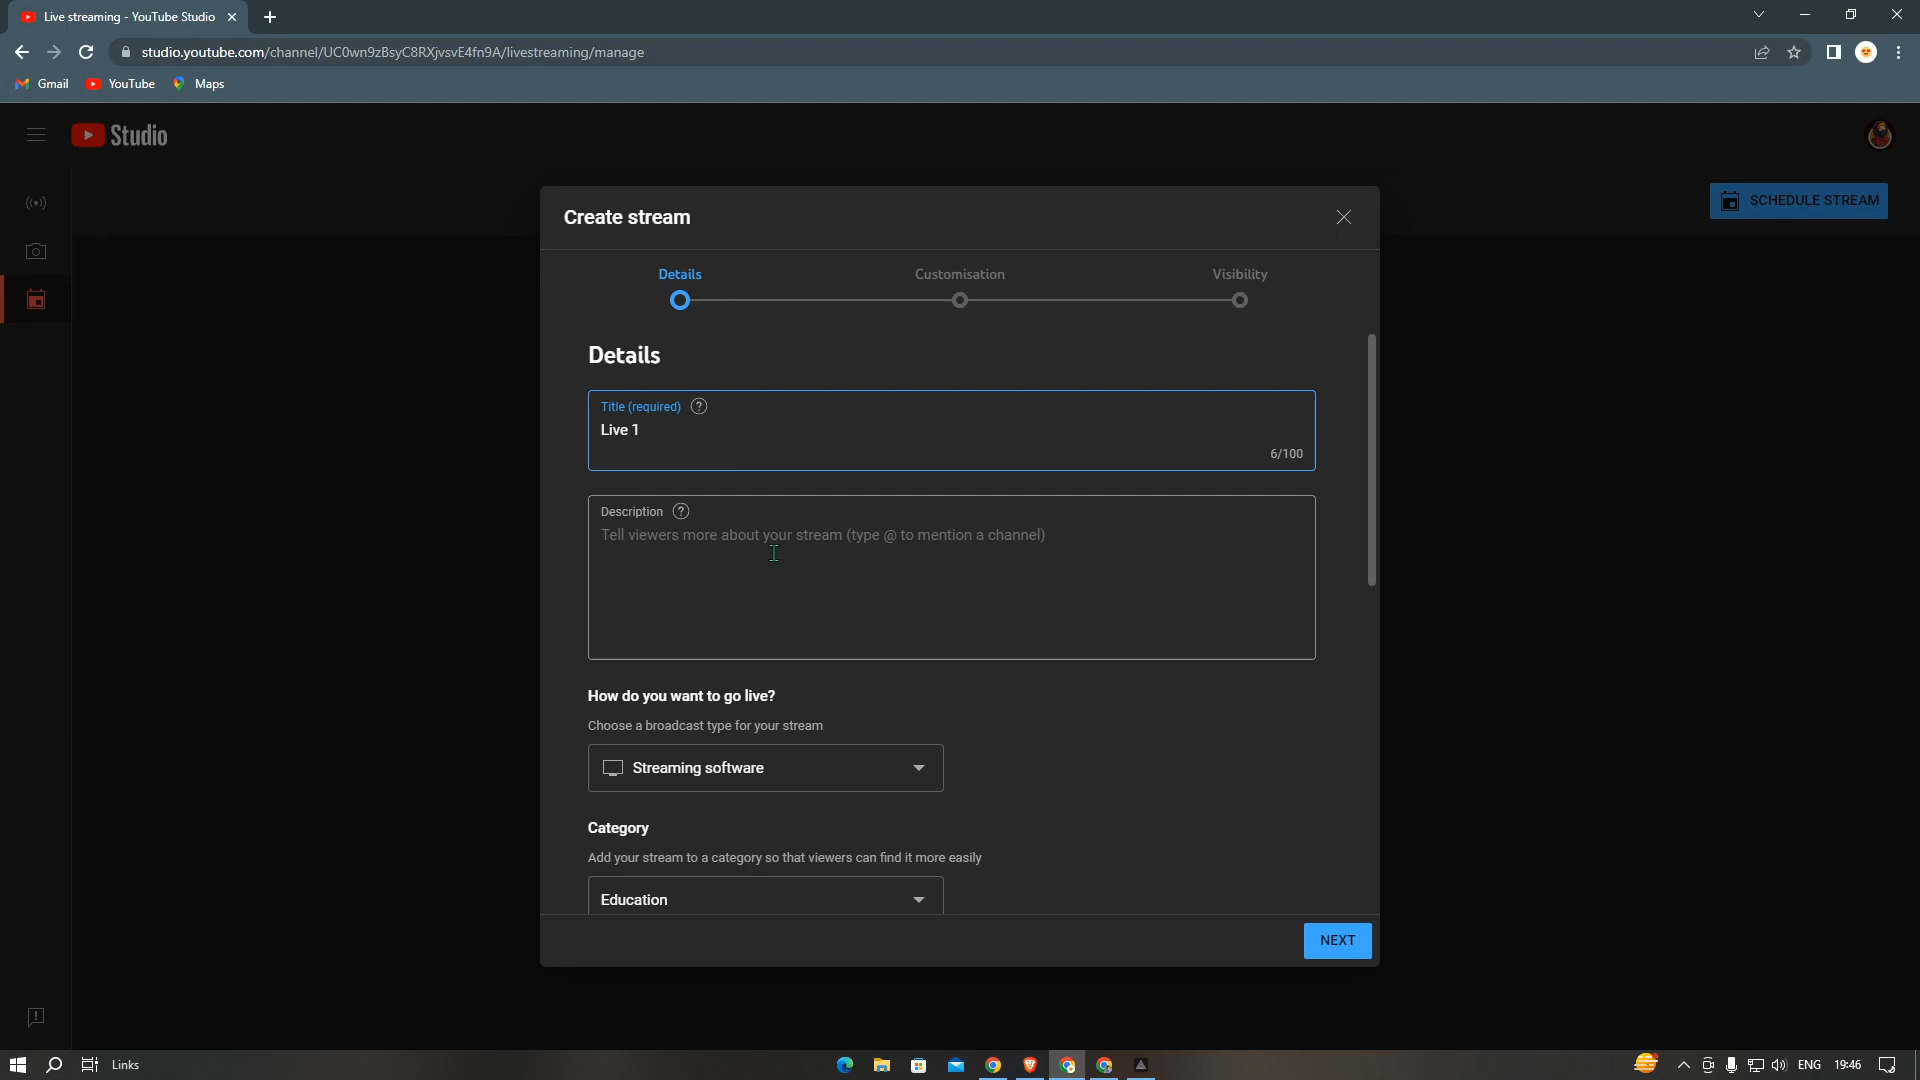 Live streaming - YouTube Studio
studio.youtube.com/channel/UC0wn9zBsyC8RXjvsvE4fn9A/livestreaming/manage
Gmail
YouTube
Maps
Studio
SCHEDULE STREAM
Create stream
Details
Customisation
Visibility
Details
Title (required)
Live 1
6/100
Description
Tell viewers more about your stream (type @ to mention a channel)
How do you want to go live?
Choose a broadcast type for your stream
Streaming software
Category
Add your stream to a category so that viewers can find it more easily
Education
NEXT
Links
ENG
19:46